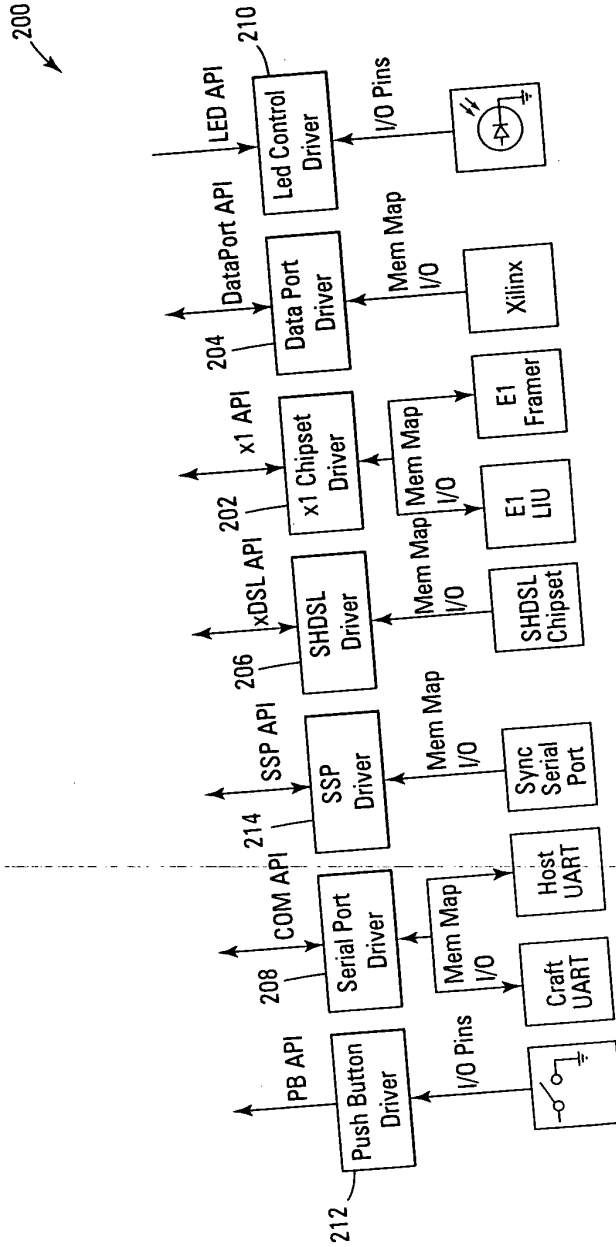 200
PB API
COM API
SSP API
xDSL API
x1 API
DataPort API
LED API
212
208
214
206
202
204
210
Push Button
Driver
Serial Port
Driver
SSP
Driver
SHDSL
Driver
x1 Chipset
Driver
Data Port
Driver
Led Control
Driver
I/O Pins
Mem Map
I/O
Mem Map
I/O
Mem Map
I/O
Mem Map
I/O
Mem Map
I/O
I/O Pins
Craft
UART
Host
UART
Sync
Serial
Port
SHDSL
Chipset
E1
LIU
E1
Framer
Xilinx